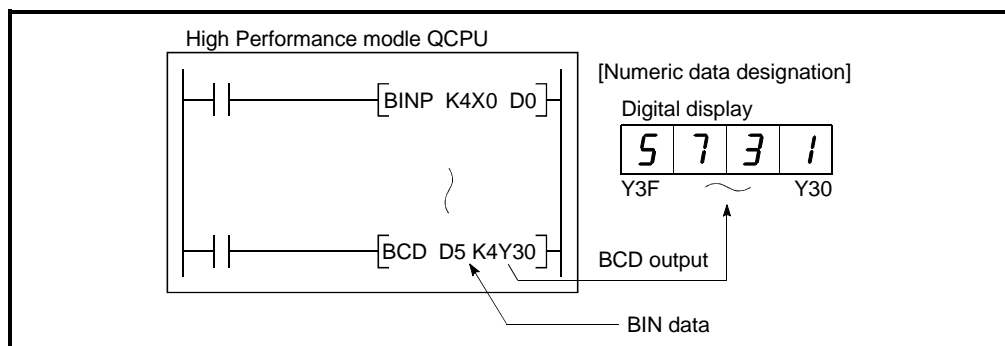 High Performance modle QCPU
BINP K4X0 D0
[Numeric data designation]
Digital display
5 7 3 1
Y3F Y30
BCD D5 K4Y30
BCD output
BIN data